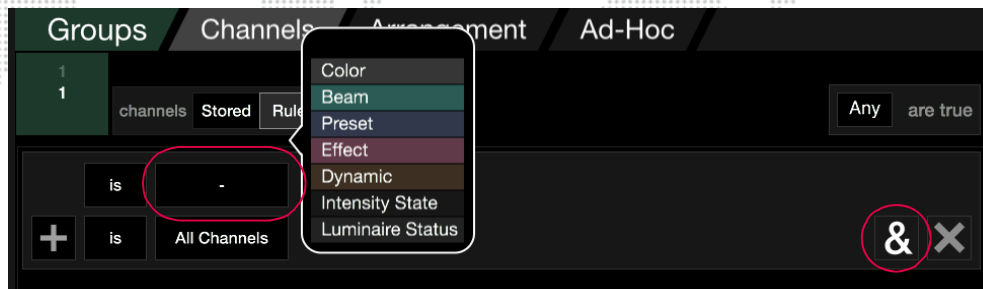 Groups Channels Arrangement Ad-Hoc
1
1
channels Stored Rule
Any are true
Color
Beam
Preset
Effect
Dynamic
Intensity State
Luminaire Status
is -
+ is All Channels & X